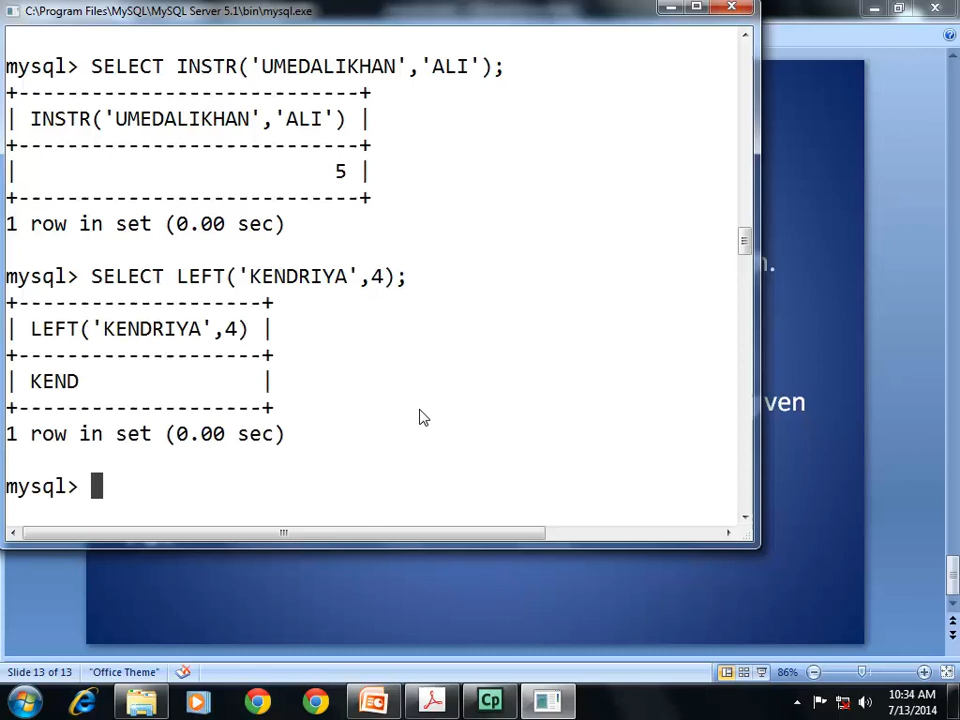 C:\Program Files\MySQL\MySQL Server 5.1\bin\mysql.exe
mysql> SELECT INSTR('UMEDALIKHAN','ALI');
+----------------------------+
| INSTR('UMEDALIKHAN','ALI') |
+----------------------------+
|                          5 |
+----------------------------+
1 row in set (0.00 sec)
mysql> SELECT LEFT('KENDRIYA',4);
+--------------------+
| LEFT('KENDRIYA',4) |
+--------------------+
| KEND               |
+--------------------+
1 row in set (0.00 sec)
mysql>
ven
Slide 13 of 13 "Office Theme" 86%
10:34 AM
7/13/2014